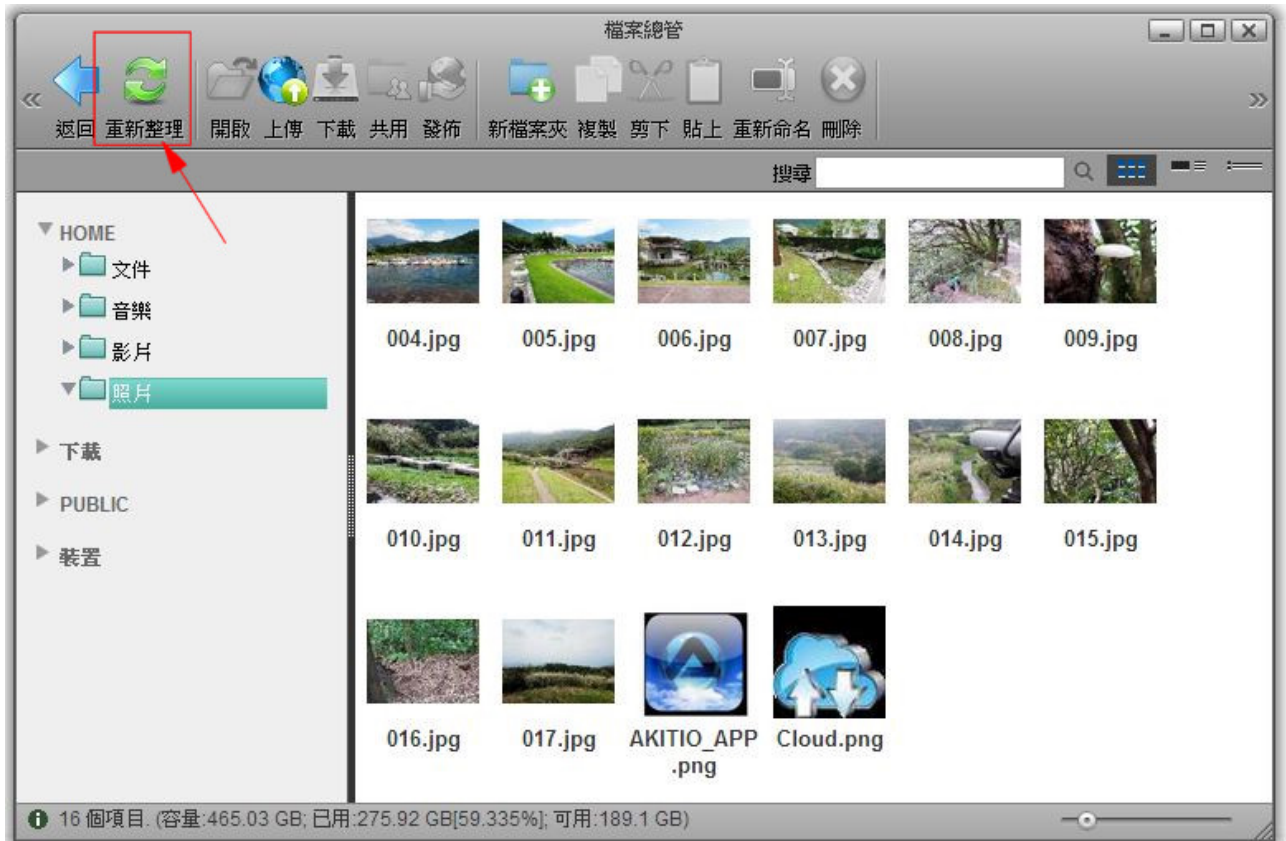 檔案總管
返回 重新整理 開啟 上傳 下載 共用 發佈 新檔案夾 複製 剪下 貼上 重新命名 刪除
搜尋
HOME
文件
音樂
影片
照片
下載
PUBLIC
裝置
004.jpg 005.jpg 006.jpg 007.jpg 008.jpg 009.jpg
010.jpg 011.jpg 012.jpg 013.jpg 014.jpg 015.jpg
016.jpg 017.jpg AKITIO_APP Cloud.png
.png
16 個項目. (容量:465.03 GB; 已用:275.92 GB[59.335%]; 可用:189.1 GB)